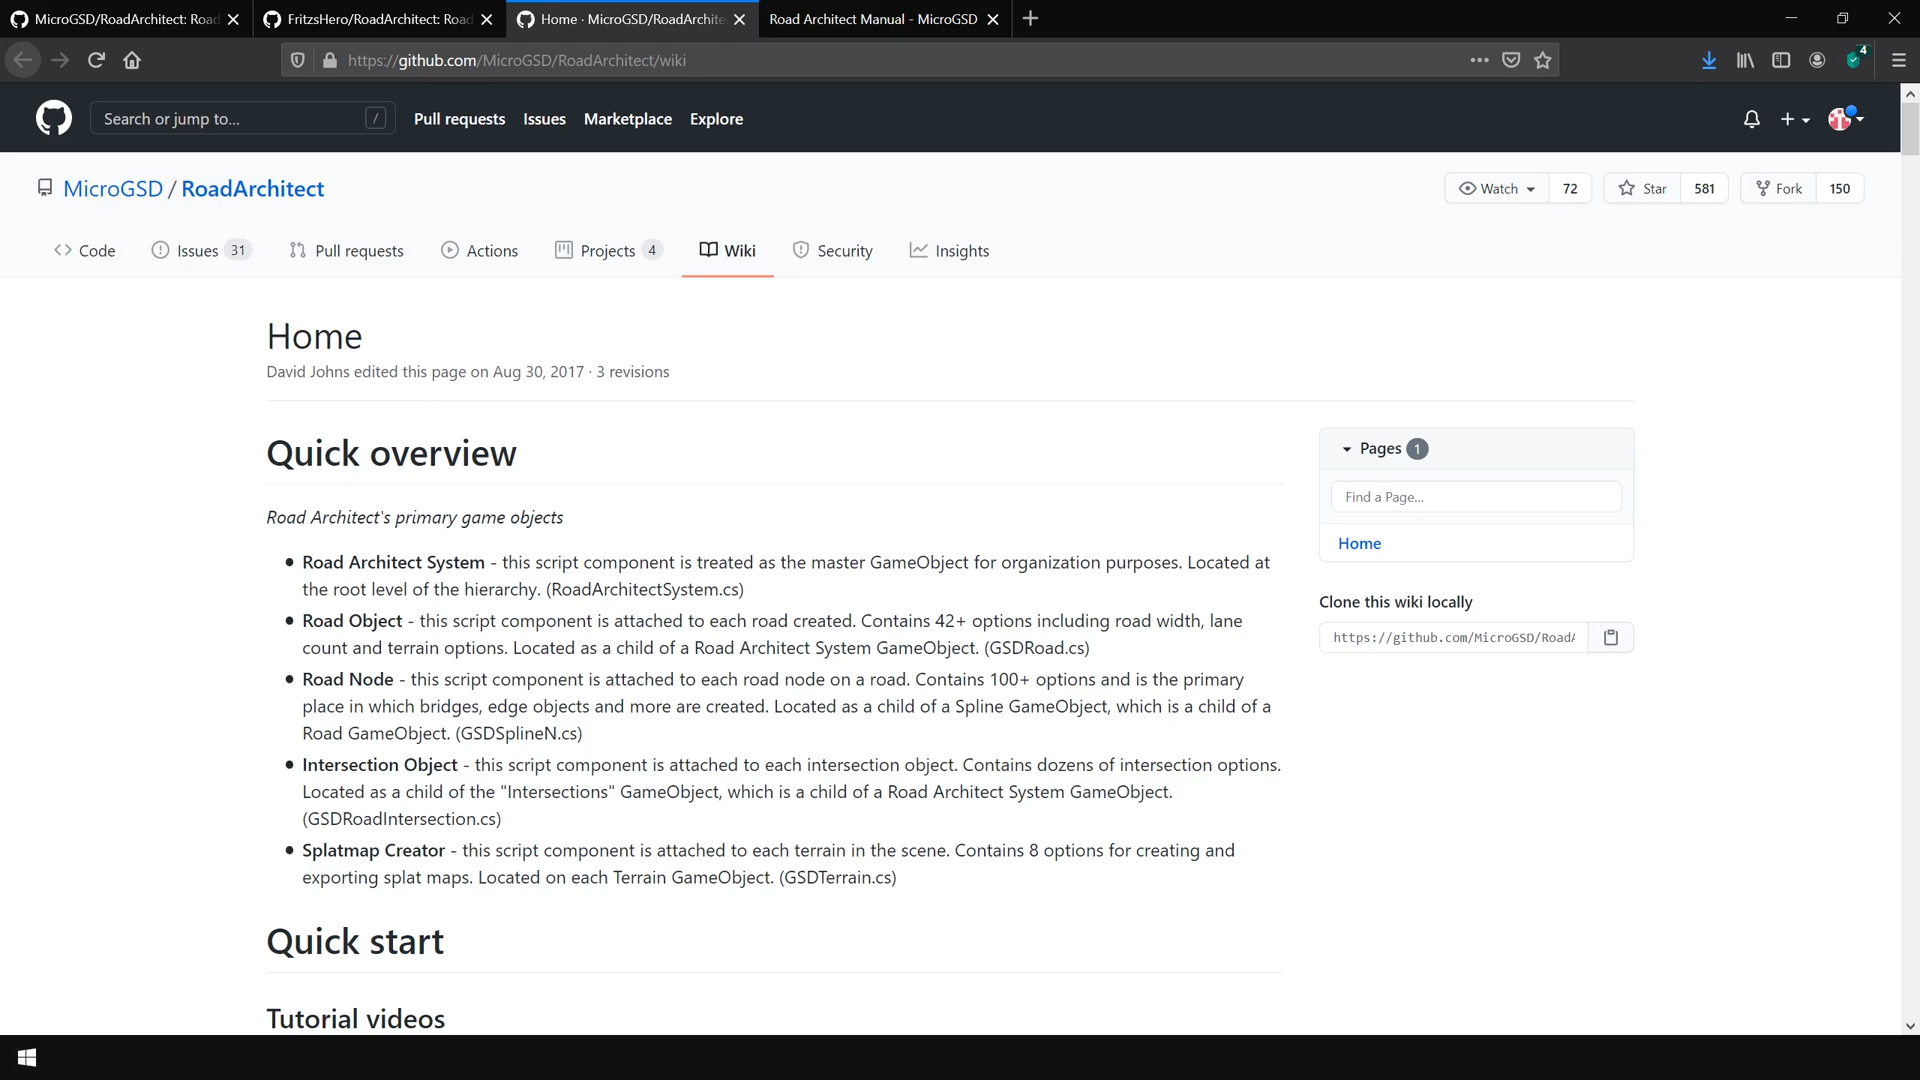 MicroGSD/RoadArchitect: Road
FritzsHero/RoadArchitect: Road
Home · MicroGSD/RoadArchite
Road Architect Manual - MicroGSD
https://github.com/MicroGSD/RoadArchitect/wiki
4
Search or jump to...
/
Pull requests
Issues
Marketplace
Explore
MicroGSD / RoadArchitect
Watch 72
Star 581
Fork 150
Code
Issues 31
Pull requests
Actions
Projects 4
Wiki
Security
Insights
Home
David Johns edited this page on Aug 30, 2017 · 3 revisions
Quick overview
Road Architect's primary game objects
• Road Architect System - this script component is treated as the master GameObject for organization purposes. Located at
the root level of the hierarchy. (RoadArchitectSystem.cs)
• Road Object - this script component is attached to each road created. Contains 42+ options including road width, lane
count and terrain options. Located as a child of a Road Architect System GameObject. (GSDRoad.cs)
• Road Node - this script component is attached to each road node on a road. Contains 100+ options and is the primary
place in which bridges, edge objects and more are created. Located as a child of a Spline GameObject, which is a child of a
Road GameObject. (GSDSplineN.cs)
• Intersection Object - this script component is attached to each intersection object. Contains dozens of intersection options.
Located as a child of the "Intersections" GameObject, which is a child of a Road Architect System GameObject.
(GSDRoadIntersection.cs)
• Splatmap Creator - this script component is attached to each terrain in the scene. Contains 8 options for creating and
exporting splat maps. Located on each Terrain GameObject. (GSDTerrain.cs)
Quick start
Tutorial videos
Pages 1
Find a Page...
Home
Clone this wiki locally
https://github.com/MicroGSD/RoadA